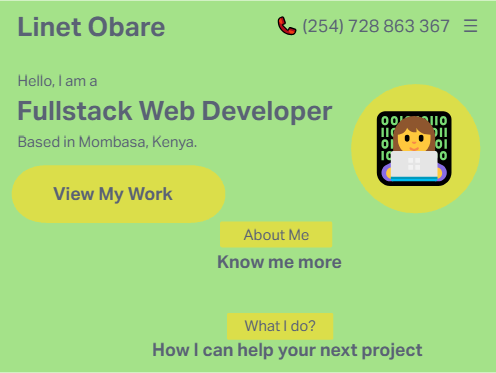 Linet Obare
(254) 728 863 367
Hello, I am a
Fullstack Web Developer
Based in Mombasa, Kenya.
View My Work
About Me
Know me more
What I do?
How I can help your next project